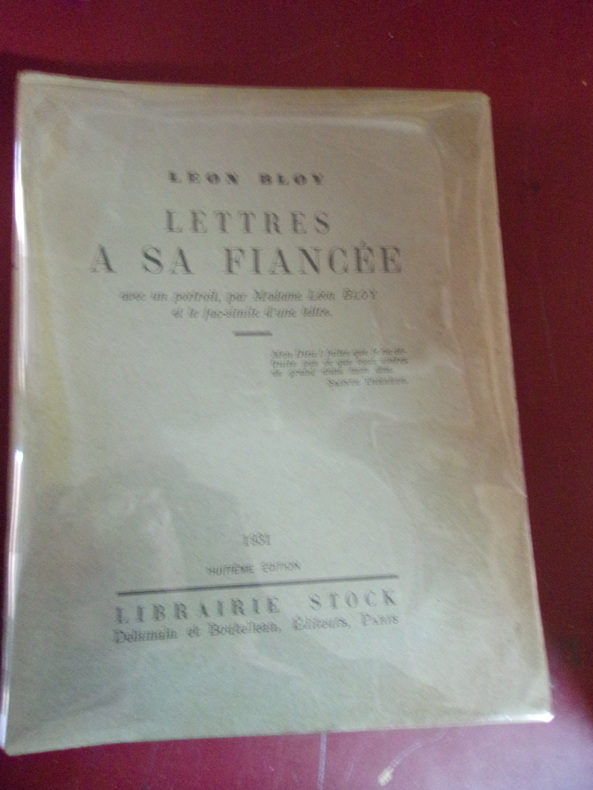 LÉON BLOY
LETTRES
A SA FIANCÉE
avec un portrait, par Madame Léon BLOY
et le fac-similé d'une lettre.
1931
HUITIÈME ÉDITION
LIBRAIRIE STOCK
Delamain et Boutelleau, Éditeurs, PARIS